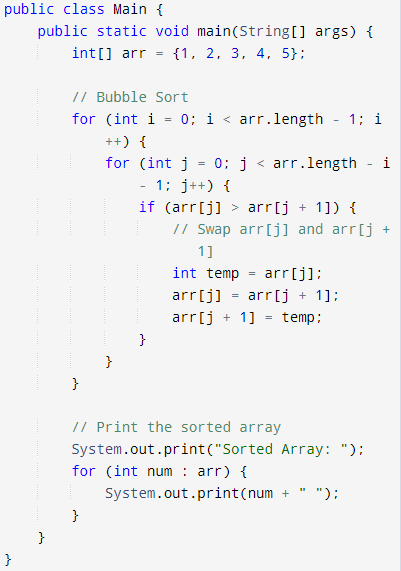 public class Main {
    public static void main(String[] args) {
        int[] arr = {1, 2, 3, 4, 5};

        // Bubble Sort
        for (int i = 0; i < arr.length - 1; i
            ++) {
            for (int j = 0; j < arr.length - i
                - 1; j++) {
                if (arr[j] > arr[j + 1]) {
                    // Swap arr[j] and arr[j +
                       1]
                    int temp = arr[j];
                    arr[j] = arr[j + 1];
                    arr[j + 1] = temp;
                }
            }
        }

        // Print the sorted array
        System.out.print("Sorted Array: ");
        for (int num : arr) {
            System.out.print(num + " ");
        }
    }
}